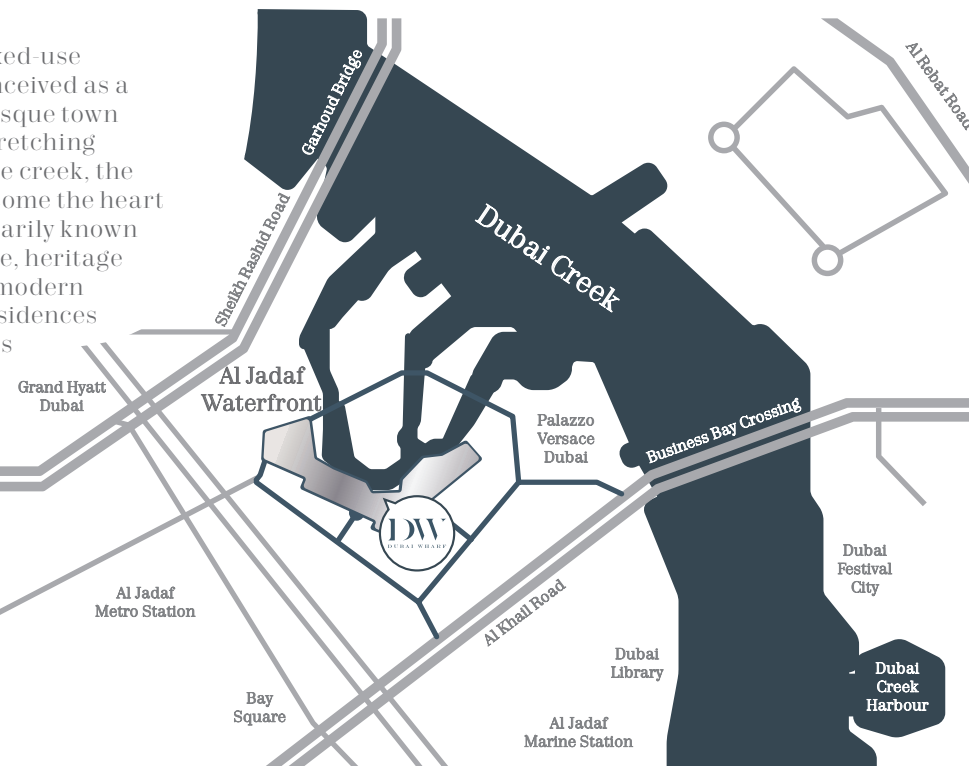 xed-use
nceived as a
sque town
retching
e creek, the
ome the heart
arily known
e, heritage
modern
sidences
s
Garhoud Bridge
Al Rebat Road
Sheikh Rashid Road
Dubai Creek
Grand Hyatt
Dubai
Al Jadaf
Waterfront
Palazzo
Versace
Dubai
Business Bay Crossing
DW
DUBAI WHARF
Dubai
Festival
City
Al Jadaf
Metro Station
Al Khail Road
Dubai
Library
Dubai
Creek
Harbour
Bay
Square
Al Jadaf
Marine Station